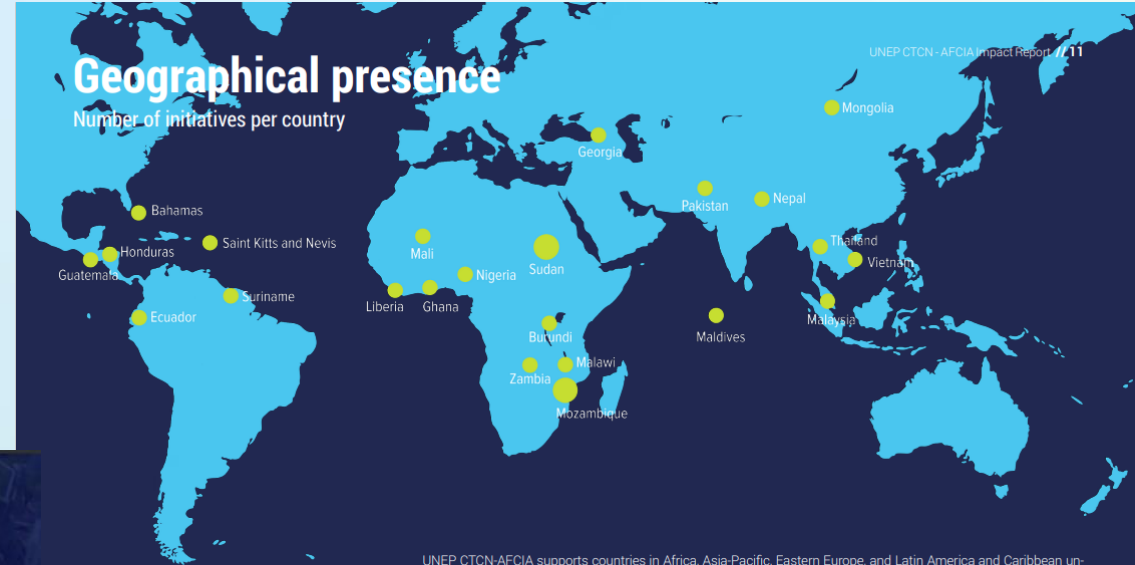 UNEP CTCN - AFCIA Impact Report // 11
Geographical presence
Number of initiatives per country
Mongolia
Georgia
Pakistan
Nepal
Bahamas
Saint Kitts and Nevis
Honduras
Guatemala
Mali
Sudan
Thailand
Vietnam
Nigeria
Suriname
Liberia
Ghana
Ecuador
Malaysia
Burundi
Maldives
Malawi
Zambia
Mozambique
UNEP CTCN-AFCIA supports countries in Africa, Asia-Pacific, Eastern Europe, and Latin America and Caribbean un-